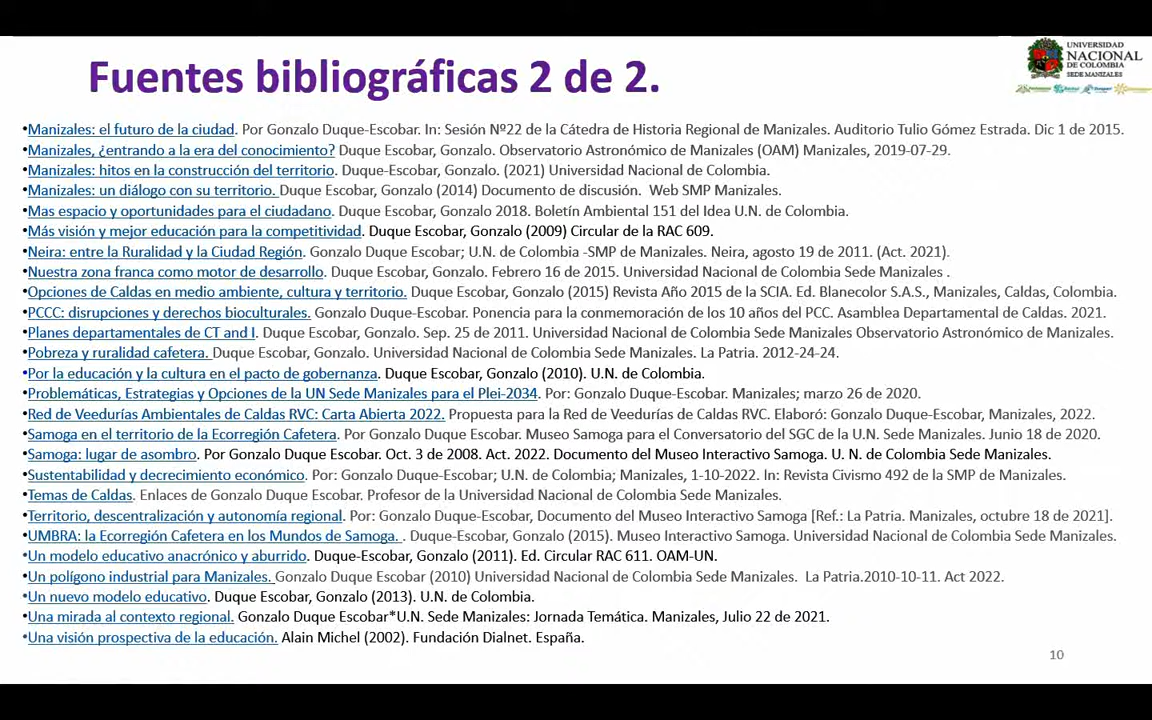 Fuentes bibliográficas 2 de 2.
UNIVERSIDAD
NACIONAL
DE COLOMBIA
SEDE MANIZALES
•Manizales: el futuro de la ciudad. Por Gonzalo Duque-Escobar. In: Sesión Nº22 de la Cátedra de Historia Regional de Manizales. Auditorio Tulio Gómez Estrada. Dic 1 de 2015.
•Manizales, ¿entrando a la era del conocimiento? Duque Escobar, Gonzalo. Observatorio Astronómico de Manizales (OAM) Manizales, 2019-07-29.
•Manizales: hitos en la construcción del territorio. Duque-Escobar, Gonzalo. (2021) Universidad Nacional de Colombia.
•Manizales: un diálogo con su territorio. Duque Escobar, Gonzalo (2014) Documento de discusión. Web SMP Manizales.
•Mas espacio y oportunidades para el ciudadano. Duque Escobar, Gonzalo 2018. Boletín Ambiental 151 del Idea U.N. de Colombia.
•Más visión y mejor educación para la competitividad. Duque Escobar, Gonzalo (2009) Circular de la RAC 609.
•Neira: entre la Ruralidad y la Ciudad Región. Gonzalo Duque Escobar; U.N. de Colombia -SMP de Manizales. Neira, agosto 19 de 2011. (Act. 2021).
•Nuestra zona franca como motor de desarrollo. Duque Escobar, Gonzalo. Febrero 16 de 2015. Universidad Nacional de Colombia Sede Manizales .
•Opciones de Caldas en medio ambiente, cultura y territorio. Duque Escobar, Gonzalo (2015) Revista Año 2015 de la SCIA. Ed. Blanecolor S.A.S., Manizales, Caldas, Colombia.
•PCCC: disrupciones y derechos bioculturales. Gonzalo Duque-Escobar. Ponencia para la conmemoración de los 10 años del PCC. Asamblea Departamental de Caldas. 2021.
•Planes departamentales de CT and I. Duque Escobar, Gonzalo. Sep. 25 de 2011. Universidad Nacional de Colombia Sede Manizales Observatorio Astronómico de Manizales.
•Pobreza y ruralidad cafetera. Duque Escobar, Gonzalo. Universidad Nacional de Colombia Sede Manizales. La Patria. 2012-24-24.
•Por la educación y la cultura en el pacto de gobernanza. Duque Escobar, Gonzalo (2010). U.N. de Colombia.
•Problemáticas, Estrategias y Opciones de la UN Sede Manizales para el Plei-2034. Por: Gonzalo Duque-Escobar. Manizales; marzo 26 de 2020.
•Red de Veedurías Ambientales de Caldas RVC: Carta Abierta 2022. Propuesta para la Red de Veedurías de Caldas RVC. Elaboró: Gonzalo Duque-Escobar, Manizales, 2022.
•Samoga en el territorio de la Ecorregión Cafetera. Por Gonzalo Duque Escobar. Museo Samoga para el Conversatorio del SGC de la U.N. Sede Manizales. Junio 18 de 2020.
•Samoga: lugar de asombro. Por Gonzalo Duque Escobar. Oct. 3 de 2008. Act. 2022. Documento del Museo Interactivo Samoga. U. N. de Colombia Sede Manizales.
•Sustentabilidad y decrecimiento económico. Por: Gonzalo Duque-Escobar; U.N. de Colombia; Manizales, 1-10-2022. In: Revista Civismo 492 de la SMP de Manizales.
•Temas de Caldas. Enlaces de Gonzalo Duque Escobar. Profesor de la Universidad Nacional de Colombia Sede Manizales.
•Territorio, descentralización y autonomía regional. Por: Gonzalo Duque-Escobar, Documento del Museo Interactivo Samoga [Ref.: La Patria. Manizales, octubre 18 de 2021].
•UMBRA: la Ecorregión Cafetera en los Mundos de Samoga. . Duque-Escobar, Gonzalo (2015). Museo Interactivo Samoga. Universidad Nacional de Colombia Sede Manizales.
•Un modelo educativo anacrónico y aburrido. Duque-Escobar, Gonzalo (2011). Ed. Circular RAC 611. OAM-UN.
•Un polígono industrial para Manizales. Gonzalo Duque Escobar (2010) Universidad Nacional de Colombia Sede Manizales. La Patria.2010-10-11. Act 2022.
•Un nuevo modelo educativo. Duque Escobar, Gonzalo (2013). U.N. de Colombia.
•Una mirada al contexto regional. Gonzalo Duque Escobar*U.N. Sede Manizales: Jornada Temática. Manizales, Julio 22 de 2021.
•Una visión prospectiva de la educación. Alain Michel (2002). Fundación Dialnet. España.
10